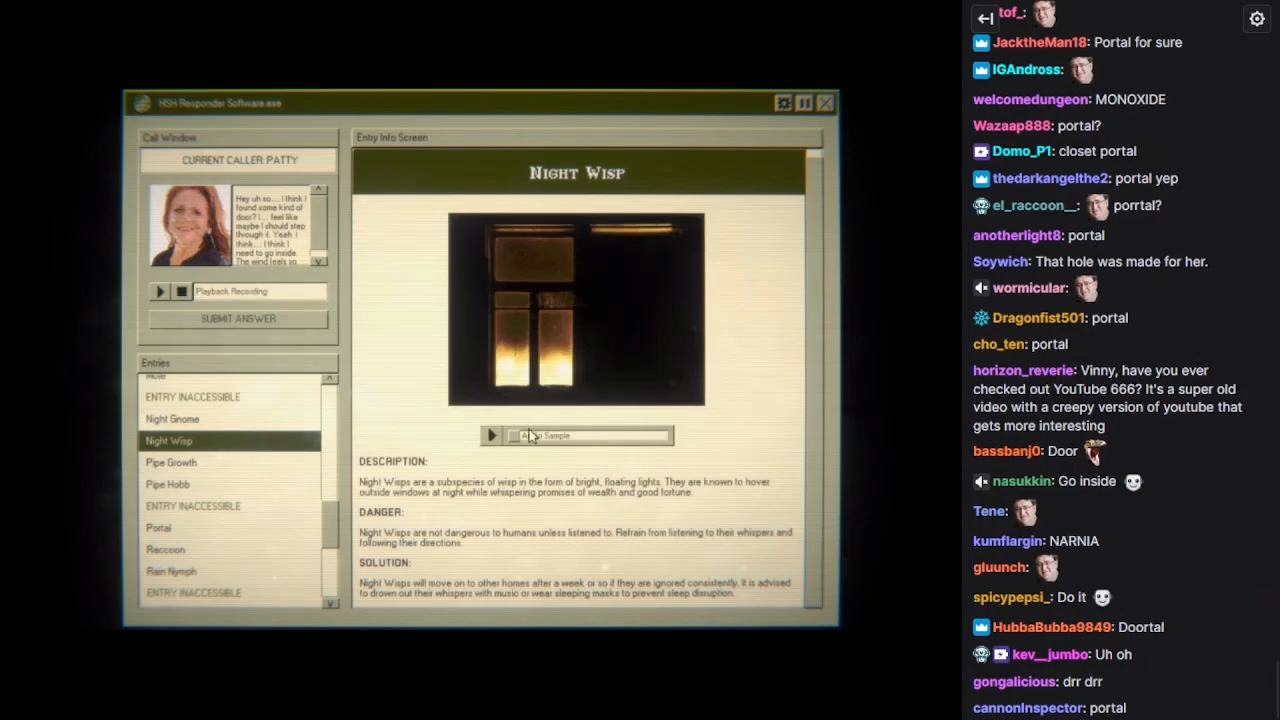 NSH Responder Software.exe
Call Window
CURRENT CALLER: PATTY
Hey uh so... I think I
found some kind of
door? I... feel like
maybe I should step
through it. Yeah I
think... I think I
need to go inside.
The wind feels so
Playback Recording
SUBMIT ANSWER
Entries
Mole
ENTRY INACCESSIBLE
Night Gnome
Night Wisp
Pipe Growth
Pipe Hobb
ENTRY INACCESSIBLE
Portal
Raccoon
Rain Nymph
ENTRY INACCESSIBLE
Entry Info Screen
Night Wisp
Sample
DESCRIPTION:
Night Wisps are a subspecies of wisp in the form of bright, floating lights. They are known to hover
outside windows at night while whispering promises of wealth and good fortune.
DANGER:
Night Wisps are not dangerous to humans unless listened to. Refrain from listening to their whispers and
following their directions.
SOLUTION:
Night Wisps will move on to other homes after a week or so if they are ignored consistently. It is advised
to drown out their whispers with music or wear sleeping masks to prevent sleep disruption.
tof_:
JacktheMan18: Portal for sure
IGAndross:
welcomedungeon: MONOXIDE
Wazaap888: portal?
Domo_P1: closet portal
thedarkangelthe2: portal yep
el_raccoon__: porrtal?
anotherlight8: portal
Soywich: That hole was made for her.
wormicular:
Dragonfist501: portal
cho_ten: portal
horizon_reverie: Vinny, have you ever
checked out YouTube 666? It's a super old
video with a creepy version of youtube that
gets more interesting
bassbanj0: Door
nasukkin: Go inside
Tene:
kumflargin: NARNIA
gluunch:
spicypepsi_: Do it
HubbaBubba9849: Doortal
kev__jumbo: Uh oh
gongalicious: drr drr
cannonInspector: portal